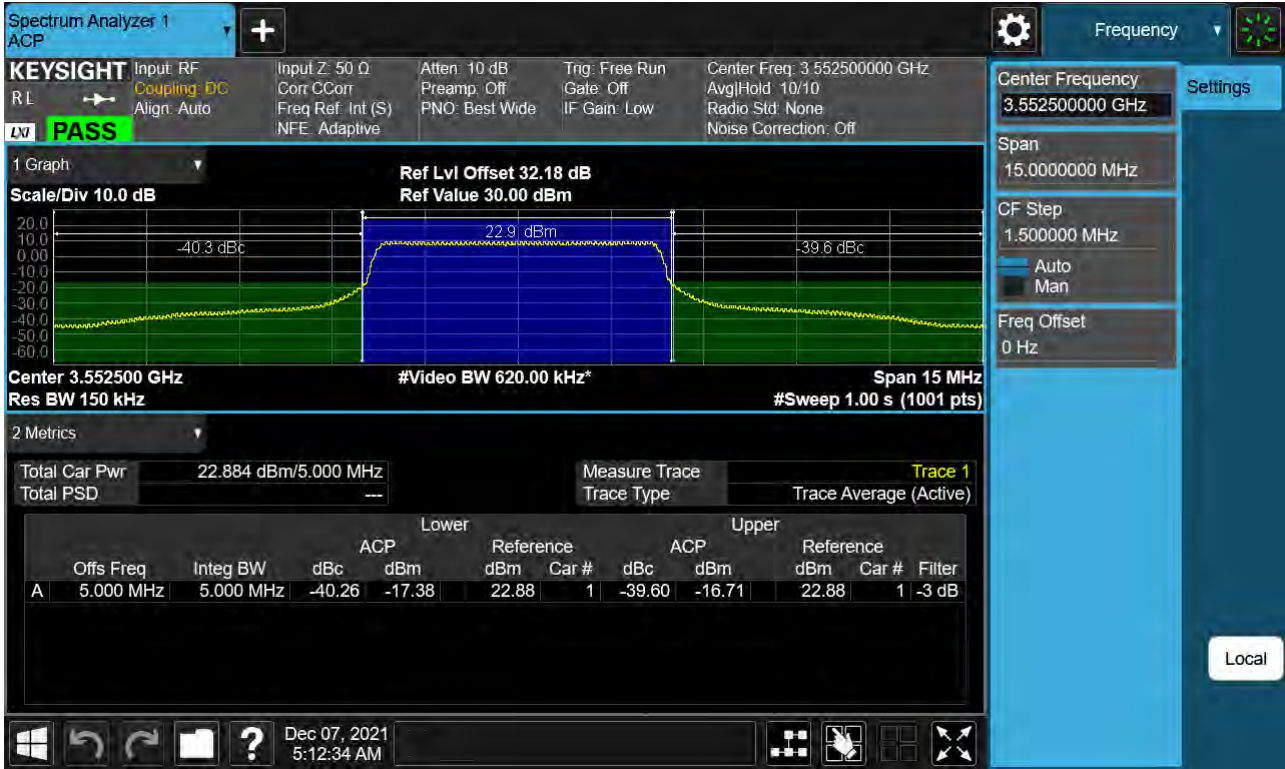 Spectrum Analyzer 1
ACP
Frequency
KEYSIGHT
R L
LXI
PASS
Input: RF
Coupling: DC
Align: Auto
Input Z: 50 Ω
Corr CCorr
Freq Ref: Int (S)
NFE: Adaptive
Atten: 10 dB
Preamp: Off
PNO: Best Wide
Trig: Free Run
Gate: Off
IF Gain: Low
Center Freq: 3.552500000 GHz
Avg|Hold: 10/10
Radio Std: None
Noise Correction: Off
1 Graph
Scale/Div 10.0 dB
Ref Lvl Offset 32.18 dB
Ref Value 30.00 dBm
20.0
10.0
0.00
-10.0
-20.0
-30.0
-40.0
-50.0
-60.0
-40.3 dBc
22.9 dBm
-39.6 dBc
Center 3.552500 GHz
#Video BW 620.00 kHz*
Span 15 MHz
Res BW 150 kHz
#Sweep 1.00 s (1001 pts)
2 Metrics
Total Car Pwr 22.884 dBm/5.000 MHz
Total PSD ---
Measure Trace Trace 1
Trace Type Trace Average (Active)
Lower Upper
ACP Reference ACP Reference
Offs Freq Integ BW dBc dBm dBm Car # dBc dBm dBm Car # Filter
A 5.000 MHz 5.000 MHz -40.26 -17.38 22.88 1 -39.60 -16.71 22.88 1 -3 dB
Dec 07, 2021
5:12:34 AM
Center Frequency
3.552500000 GHz
Settings
Span
15.0000000 MHz
CF Step
1.500000 MHz
Auto
Man
Freq Offset
0 Hz
Local